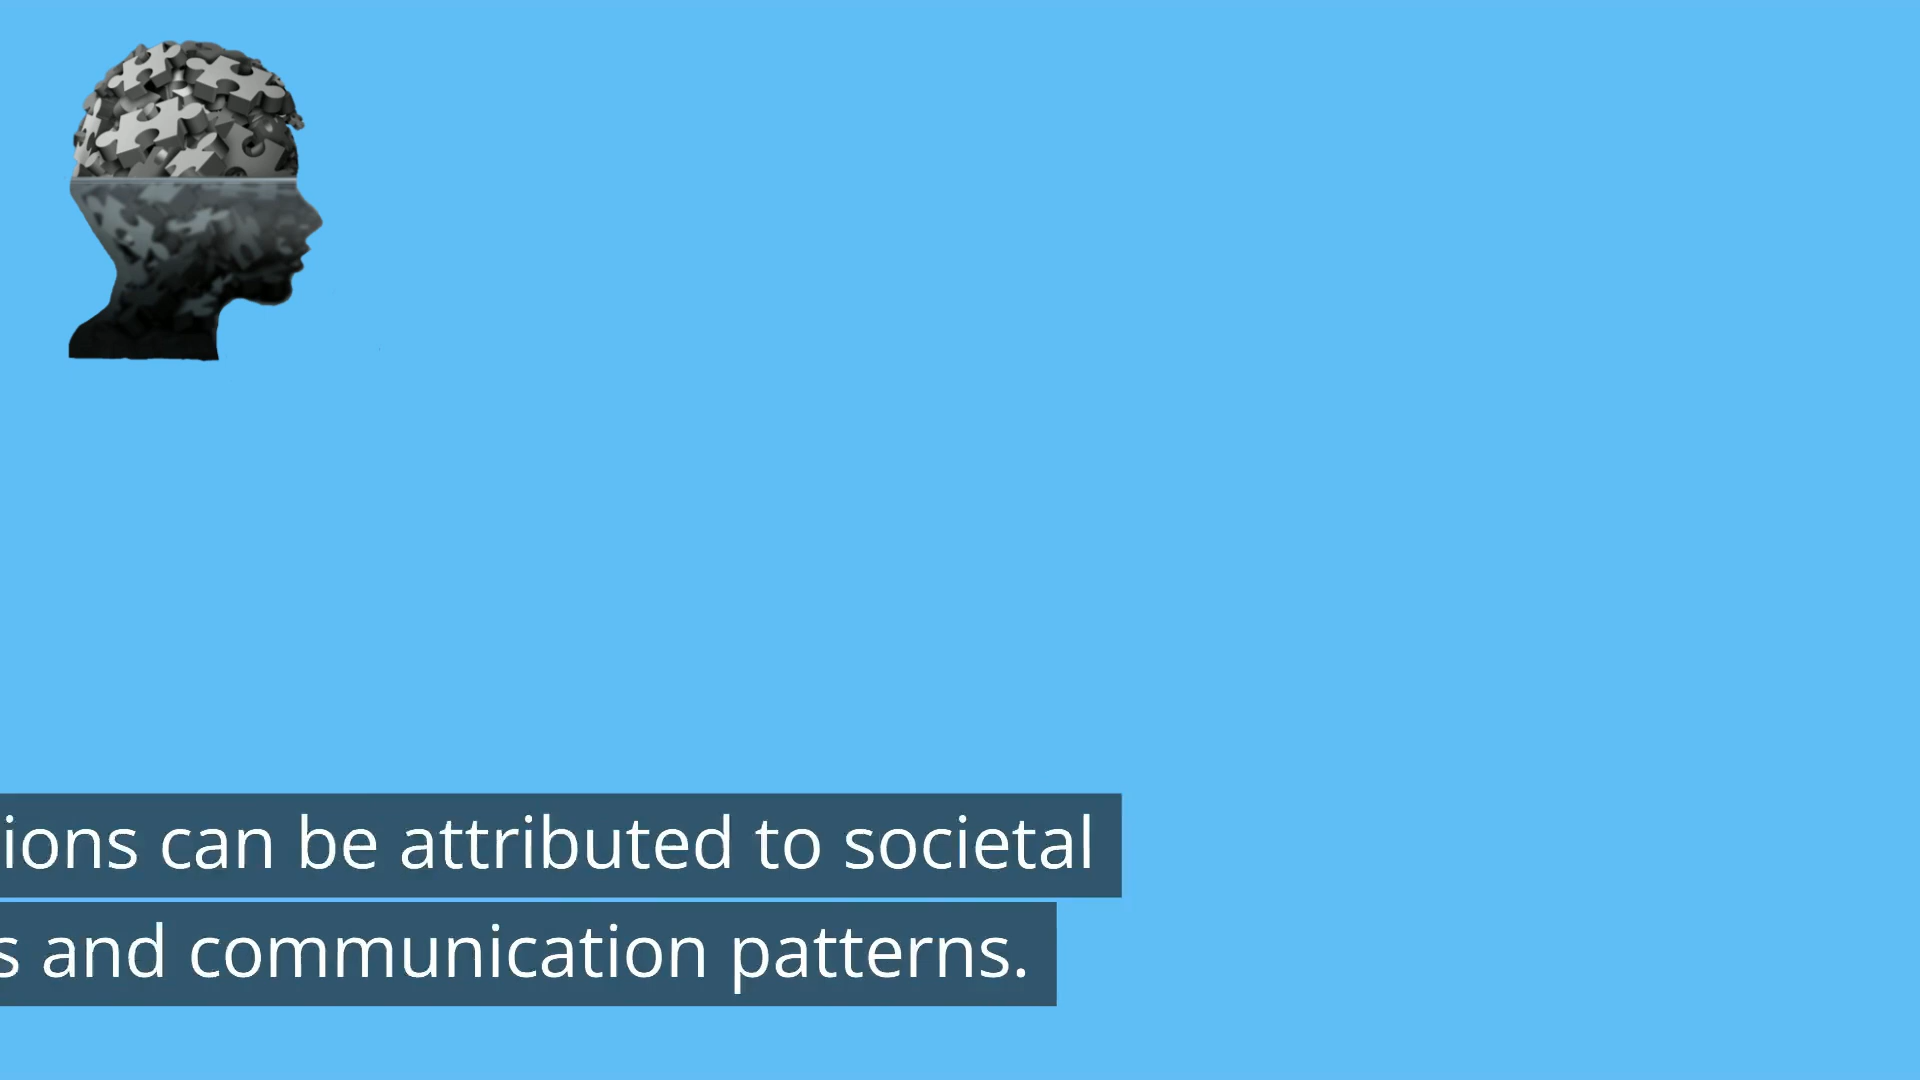 ions can be attributed to societal
s and communication patterns.